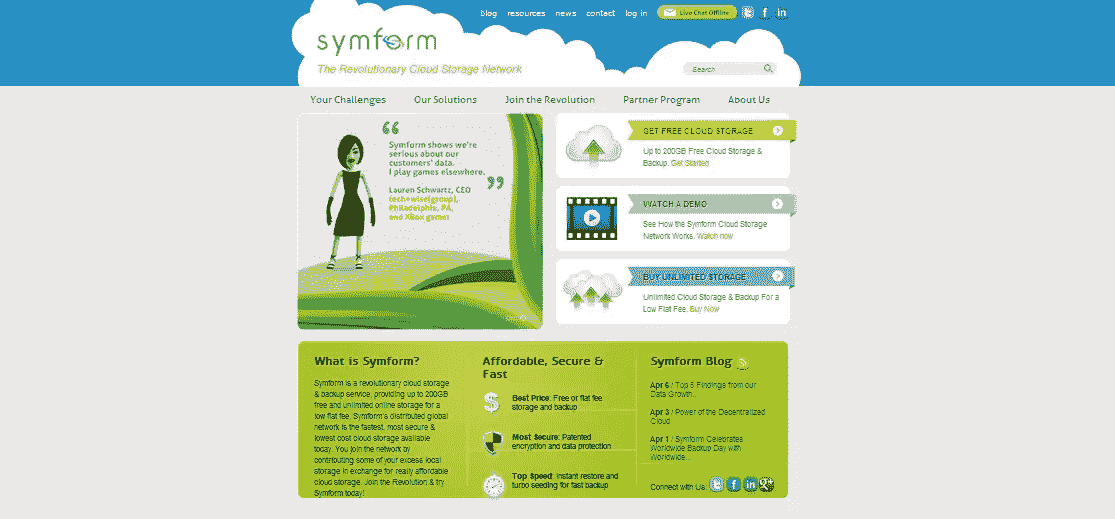 blog resources news contact log in Live Chat Offline
symform
The Revolutionary Cloud Storage Network
Search
Your Challenges Our Solutions Join the Revolution Partner Program About Us
“
Symform shows we're
serious about our
customers' data.
I play games elsewhere.
”
Lauren Schwartz, CEO
tech•wise(group),
Philadelphia, PA,
and XBox gamer
GET FREE CLOUD STORAGE
Up to 200GB Free Cloud Storage &
Backup. Get Started
WATCH A DEMO
See How the Symform Cloud Storage
Network Works. Watch now
BUY UNLIMITED STORAGE
Unlimited Cloud Storage & Backup For a
Low Flat Fee. Buy Now
What is Symform?
Symform is a revolutionary cloud storage
& backup service, providing up to 200GB
free and unlimited online storage for a
low flat fee. Symform's distributed global
network is the fastest, most secure &
lowest cost cloud storage available
today. You join the network by
contributing some of your excess local
storage in exchange for really affordable
cloud storage. Join the Revolution & try
Symform today!
Affordable, Secure &
Fast
Best Price: Free or flat fee
storage and backup
Most Secure: Patented
encryption and data protection
Top Speed: Instant restore and
turbo seeding for fast backup
Symform Blog
Apr 6 / Top 5 Findings from our
Data Growth...
Apr 3 / Power of the Decentralized
Cloud
Apr 1 / Symform Celebrates
Worldwide Backup Day with
Worldwide...
Connect with Us: